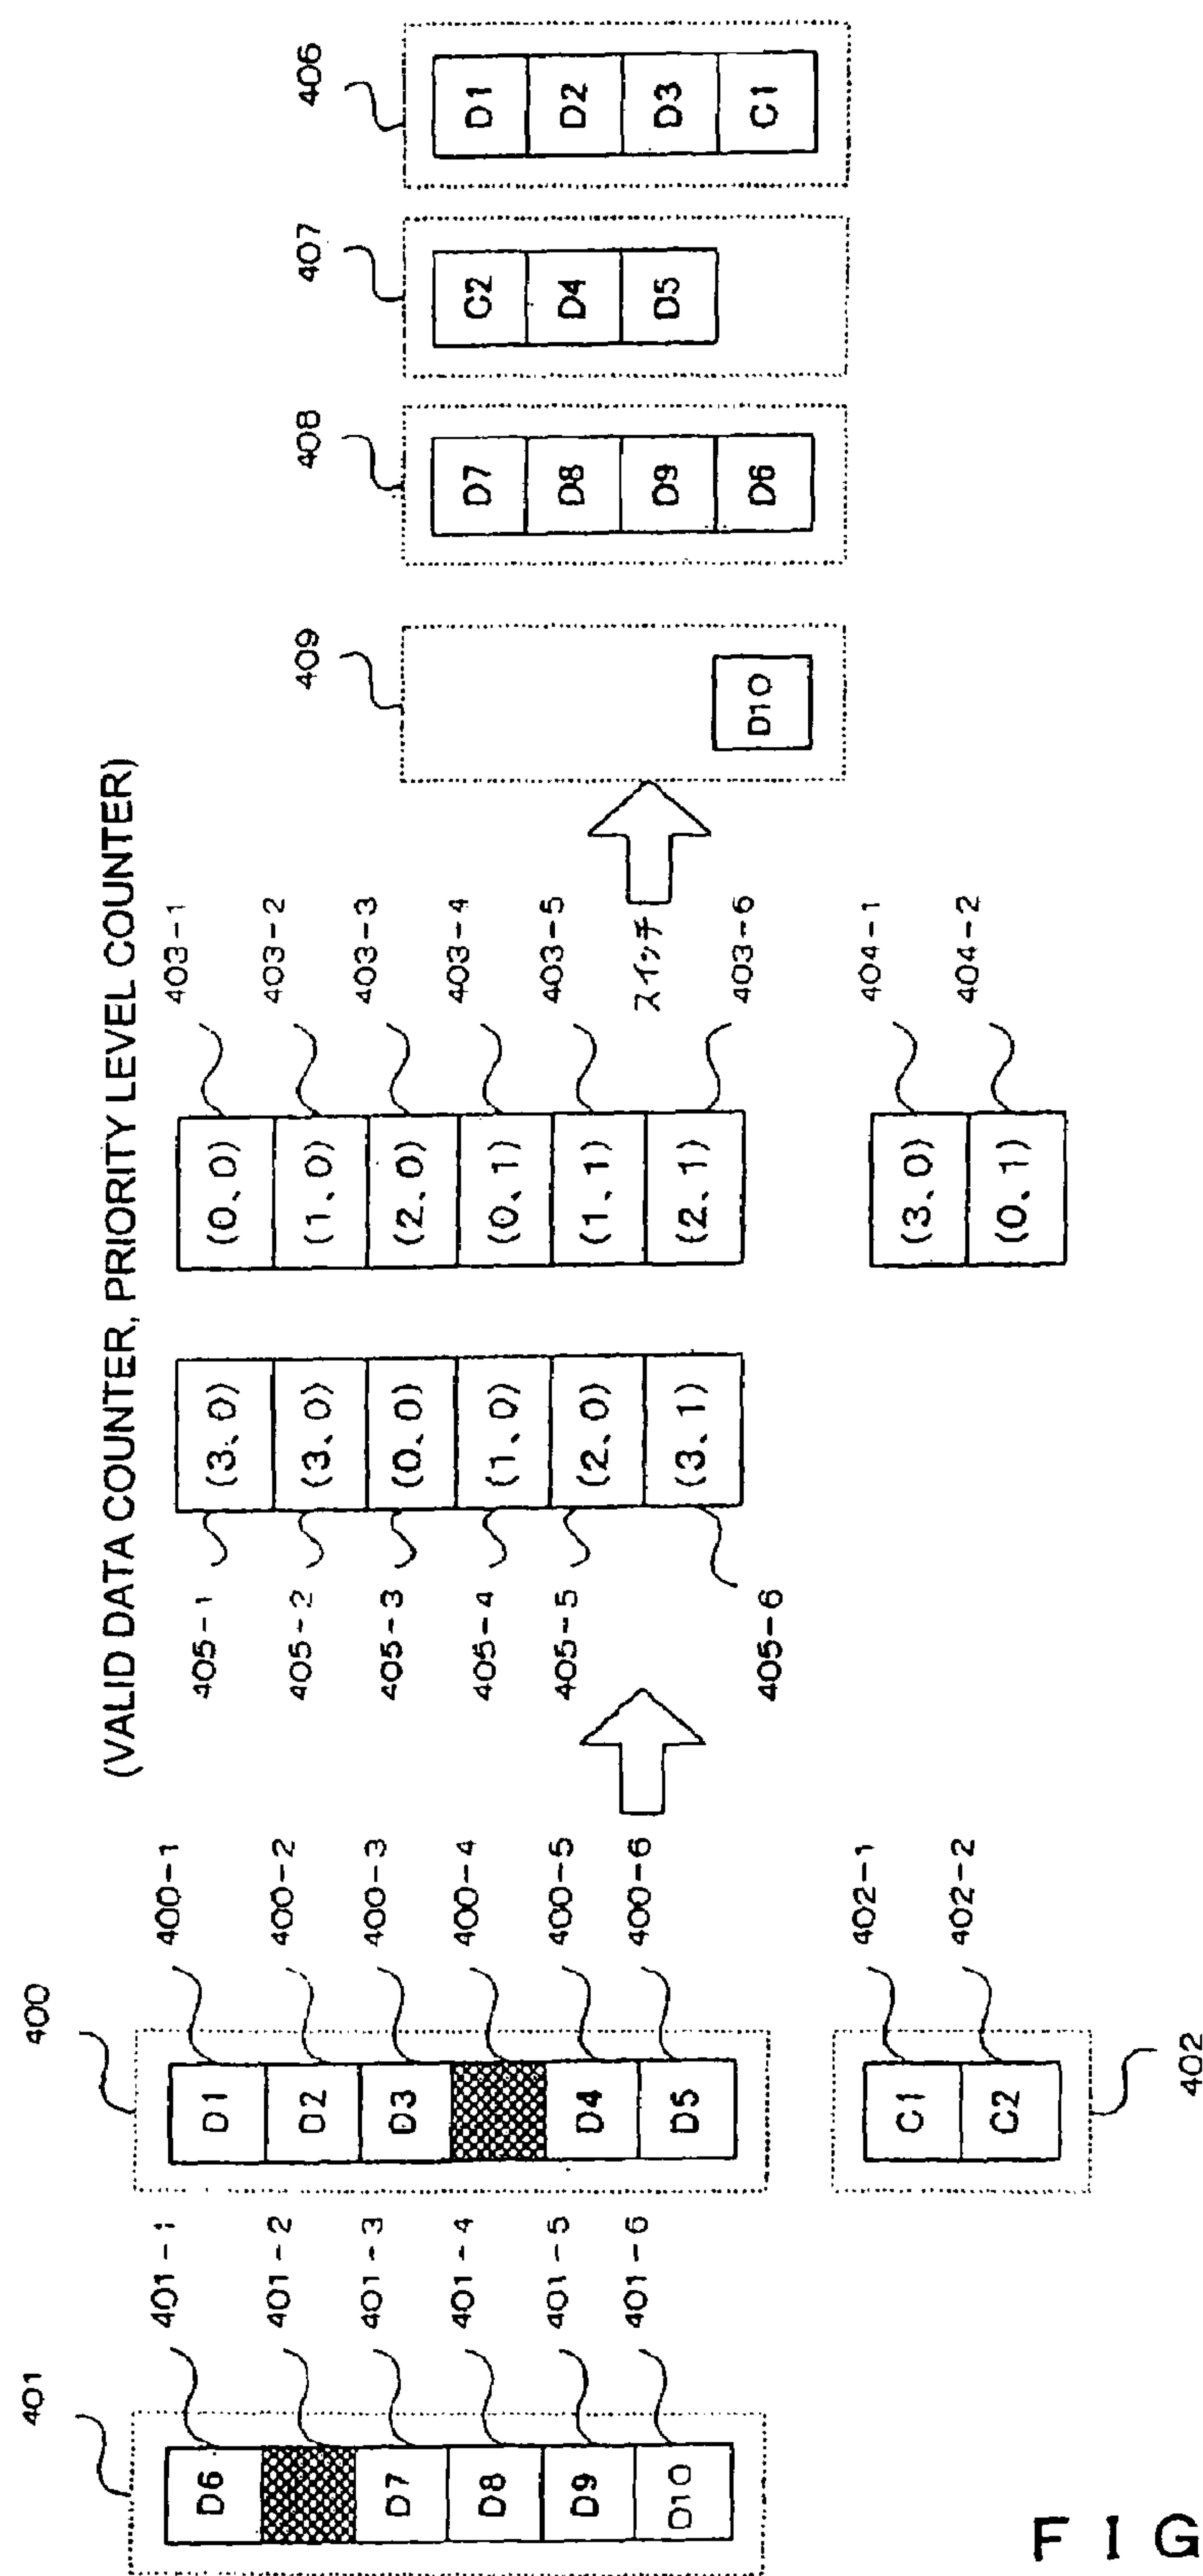 (VALID DATA COUNTER, PRIORITY LEVEL COUNTER)
401
D6
D7
D8
D9
D10
401-1
401-2
401-3
401-4
401-5
401-6
400
D1
D2
D3
D4
D5
400-1
400-2
400-3
400-4
400-5
400-6
C1
C2
402-1
402-2
402
405-1
405-2
405-3
405-4
405-5
405-6
(3、0)
(3、0)
(0、0)
(1、0)
(2、0)
(3、1)
(0、0)
(1、0)
(2、0)
(0、1)
(1、1)
(2、1)
403-1
403-2
403-3
403-4
403-5
403-6
(3、0)
(0、1)
404-1
404-2
スイッチ
409
D10
408
D7
D8
D9
D6
407
C2
D4
D5
406
D1
D2
D3
C1
FIG